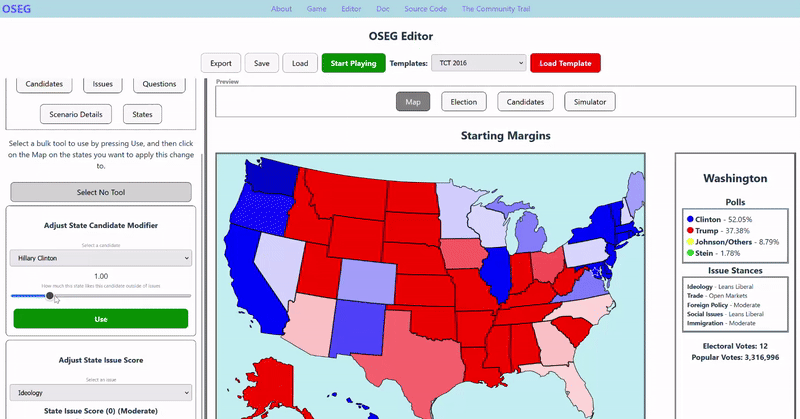 OSEG
About
Game
Editor
Doc
Source Code
The Community Trail
OSEG Editor
Export
Save
Load
Start Playing
Templates:
TCT 2016
Load Template
Candidates
Issues
Questions
Scenario Details
States
Select a bulk tool to use by pressing Use, and then click
on the Map on the states you want to apply this change
to.
Select No Tool
Adjust State Candidate Modifier
Select a candidate
Hillary Clinton
1.00
How much this state likes the candidate outside of issues
Use
Adjust State Issue Score
Select an issue
Ideology
State Issue Score (0) (Moderate)
Preview
Map
Election
Candidates
Simulator
Starting Margins
Washington
Polls
Clinton - 52.05%
Trump - 37.38%
Johnson/Others - 8.79%
Stein - 1.78%
Issue Stances
Ideology - Leans Liberal
Trade - Open Markets
Foreign Policy - Moderate
Social Issues - Leans Liberal
Immigration - Moderate
Electoral Votes: 12
Popular Votes: 3,316,996